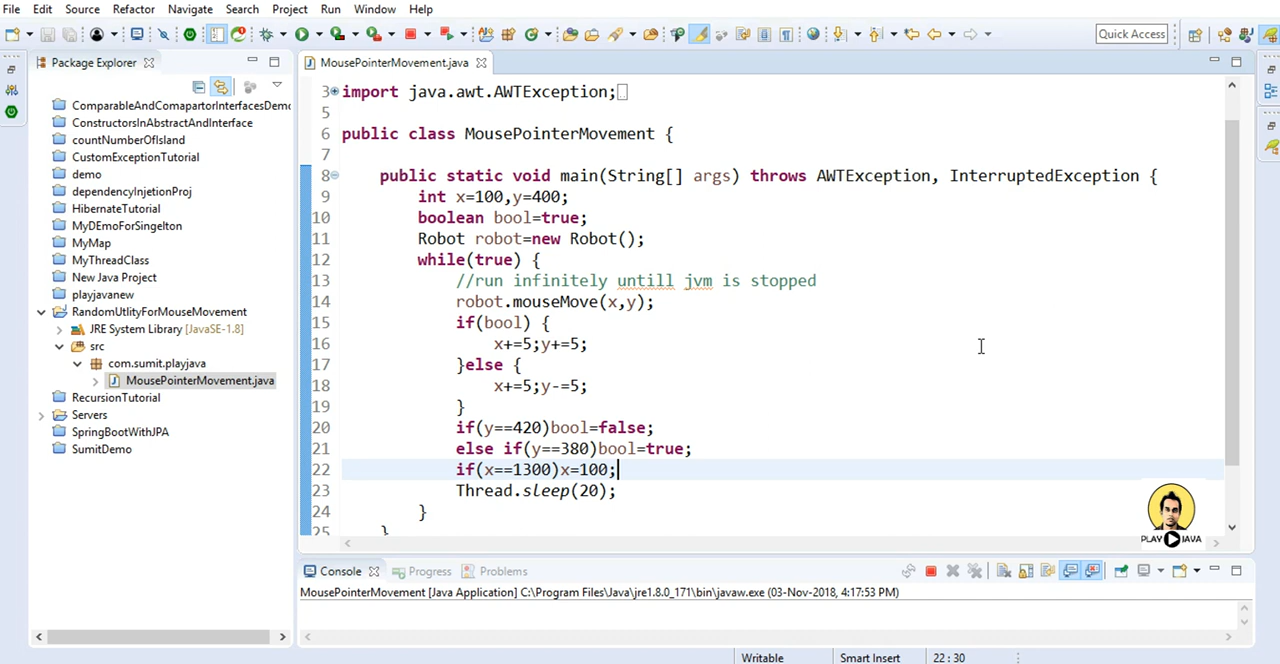 File Edit Source Refactor Navigate Search Project Run Window Help
Quick Access
Package Explorer
MousePointerMovement.java
ComparableAndComapartorInterfacesDemo
ConstructorsInAbstractAndInterface
countNumberOfIsland
CustomExceptionTutorial
demo
dependencyInjetionProj
HibernateTutorial
MyDEmoForSingelton
MyMap
MyThreadClass
New Java Project
playjavanew
RandomUtlityForMouseMovement
JRE System Library [JavaSE-1.8]
src
com.sumit.playjava
MousePointerMovement.java
RecursionTutorial
Servers
SpringBootWithJPA
SumitDemo
3 import java.awt.AWTException;
5
6 public class MousePointerMovement {
7
8 public static void main(String[] args) throws AWTException, InterruptedException {
9 int x=100,y=400;
10 boolean bool=true;
11 Robot robot=new Robot();
12 while(true) {
13 //run infinitely untill jvm is stopped
14 robot.mouseMove(x,y);
15 if(bool) {
16 x+=5;y+=5;
17 }else {
18 x+=5;y-=5;
19 }
20 if(y==420)bool=false;
21 else if(y==380)bool=true;
22 if(x==1300)x=100;
23 Thread.sleep(20);
24 }
25 }
PLAY JAVA
Console Progress Problems
MousePointerMovement [Java Application] C:\Program Files\Java\jre1.8.0_171\bin\javaw.exe (03-Nov-2018, 4:17:53 PM)
Writable Smart Insert 22 : 30